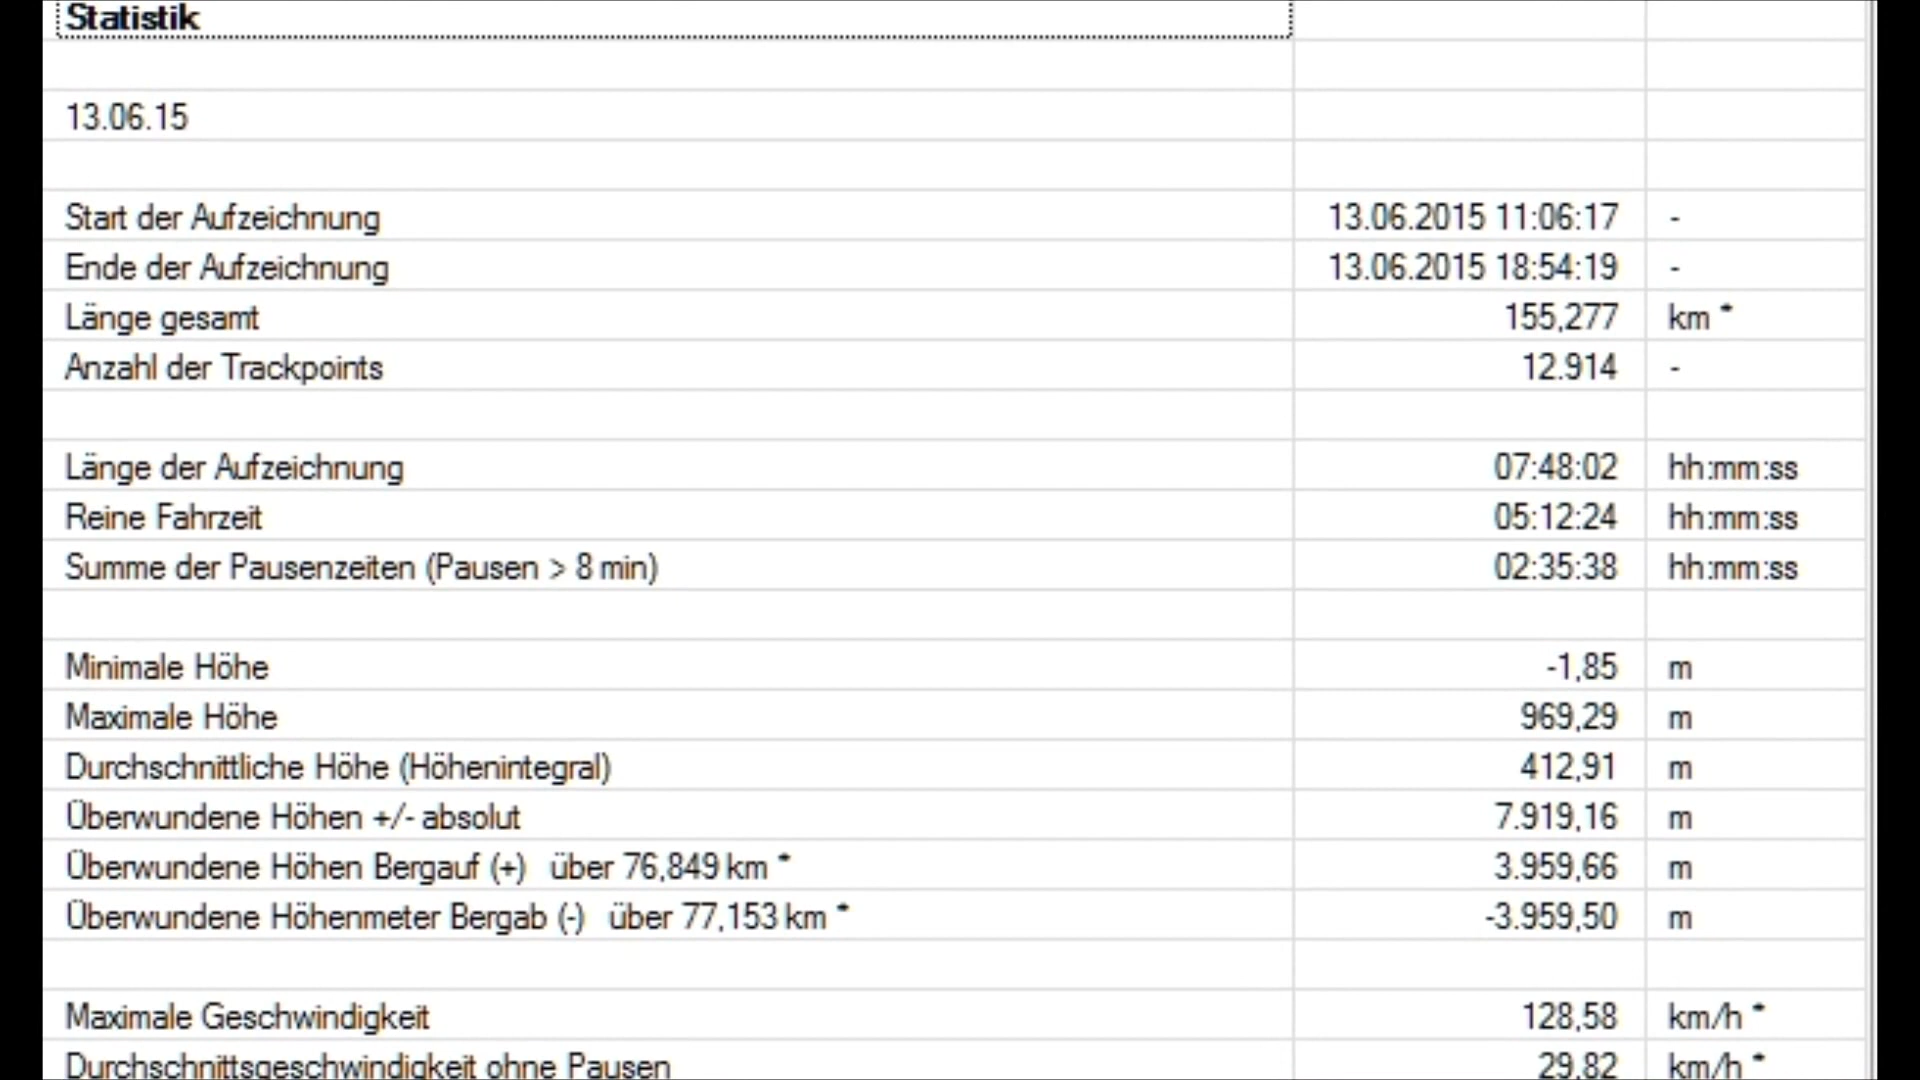 Statistik
13.06.15
Start der Aufzeichnung 13.06.2015 11:06:17 -
Ende der Aufzeichnung 13.06.2015 18:54:19 -
Länge gesamt 155,277 km *
Anzahl der Trackpoints 12.914 -
Länge der Aufzeichnung 07:48:02 hh:mm:ss
Reine Fahrzeit 05:12:24 hh:mm:ss
Summe der Pausenzeiten (Pausen > 8 min) 02:35:38 hh:mm:ss
Minimale Höhe -1,85 m
Maximale Höhe 969,29 m
Durchschnittliche Höhe (Höhenintegral) 412,91 m
Überwundene Höhen +/- absolut 7.919,16 m
Überwundene Höhen Bergauf (+) über 76,849 km * 3.959,66 m
Überwundene Höhenmeter Bergab (-) über 77,153 km * -3.959,50 m
Maximale Geschwindigkeit 128,58 km/h *
Durchschnittsgeschwindigkeit ohne Pausen 29,82 km/h *